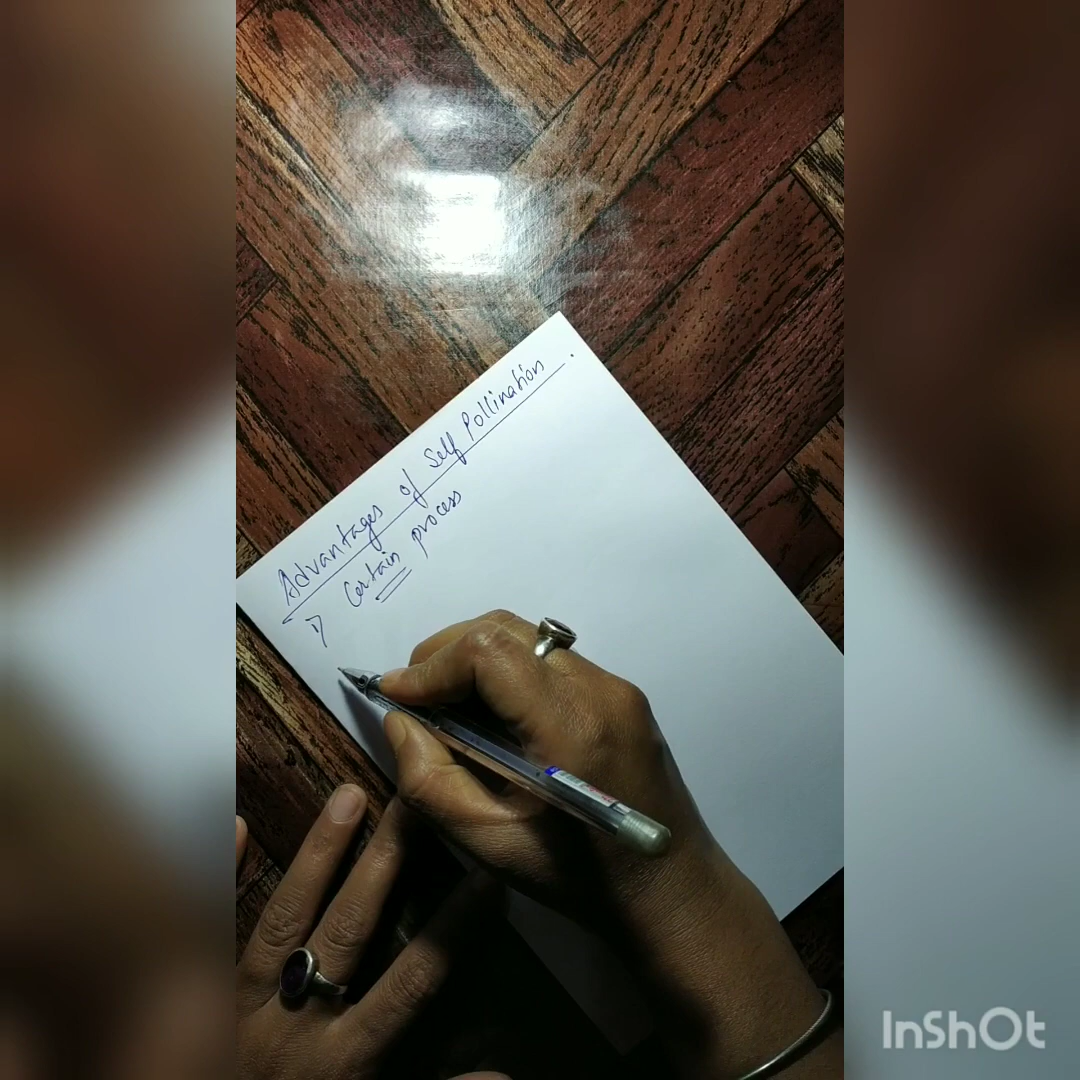 Advantages of Self Pollination.
1) Certain process
InShOt